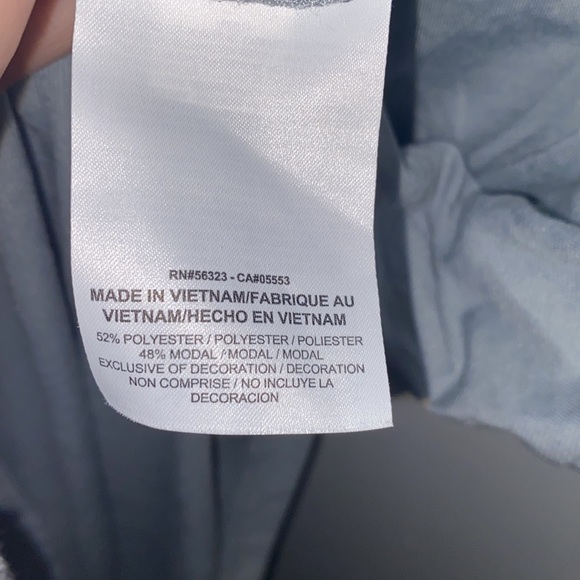 RN#56323 - CA#05553
MADE IN VIETNAM/FABRIQUE AU
VIETNAM/HECHO EN VIETNAM
52% POLYESTER / POLYESTER / POLIESTER
48% MODAL / MODAL / MODAL
EXCLUSIVE OF DECORATION / DECORATION
NON COMPRISE / NO INCLUYE LA
DECORACION